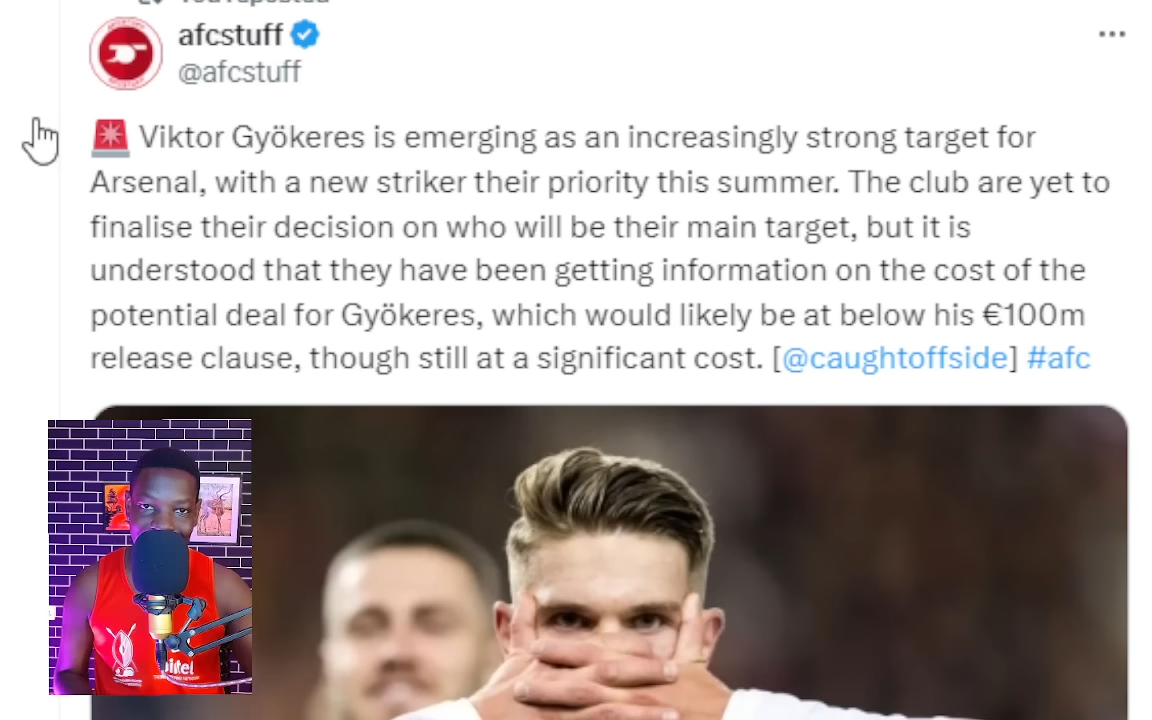 afcstuff
@afcstuff
Viktor Gyökeres is emerging as an increasingly strong target for
Arsenal, with a new striker their priority this summer. The club are yet to
finalise their decision on who will be their main target, but it is
understood that they have been getting information on the cost of the
potential deal for Gyökeres, which would likely be at below his €100m
release clause, though still at a significant cost. [@caughtoffside] #afc